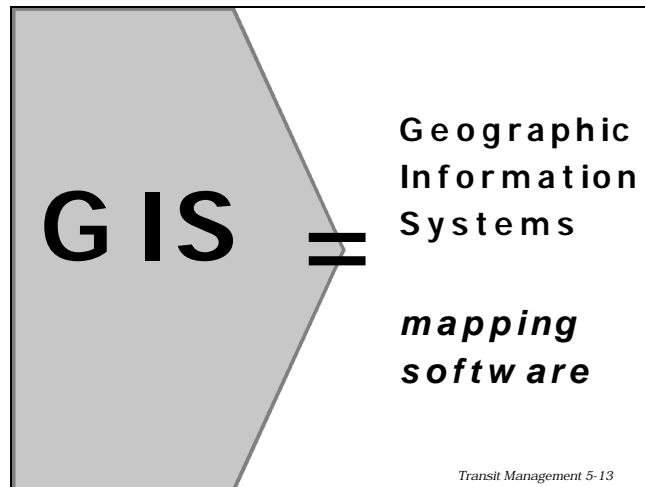 GIS =
Geographic
Information
Systems
mapping
software
Transit Management 5-13